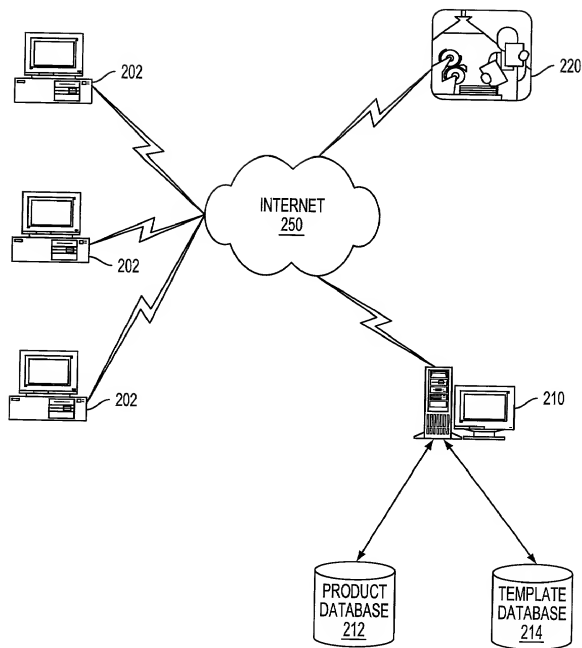 202
220
INTERNET
250
202
202
210
PRODUCT
DATABASE
212
TEMPLATE
DATABASE
214